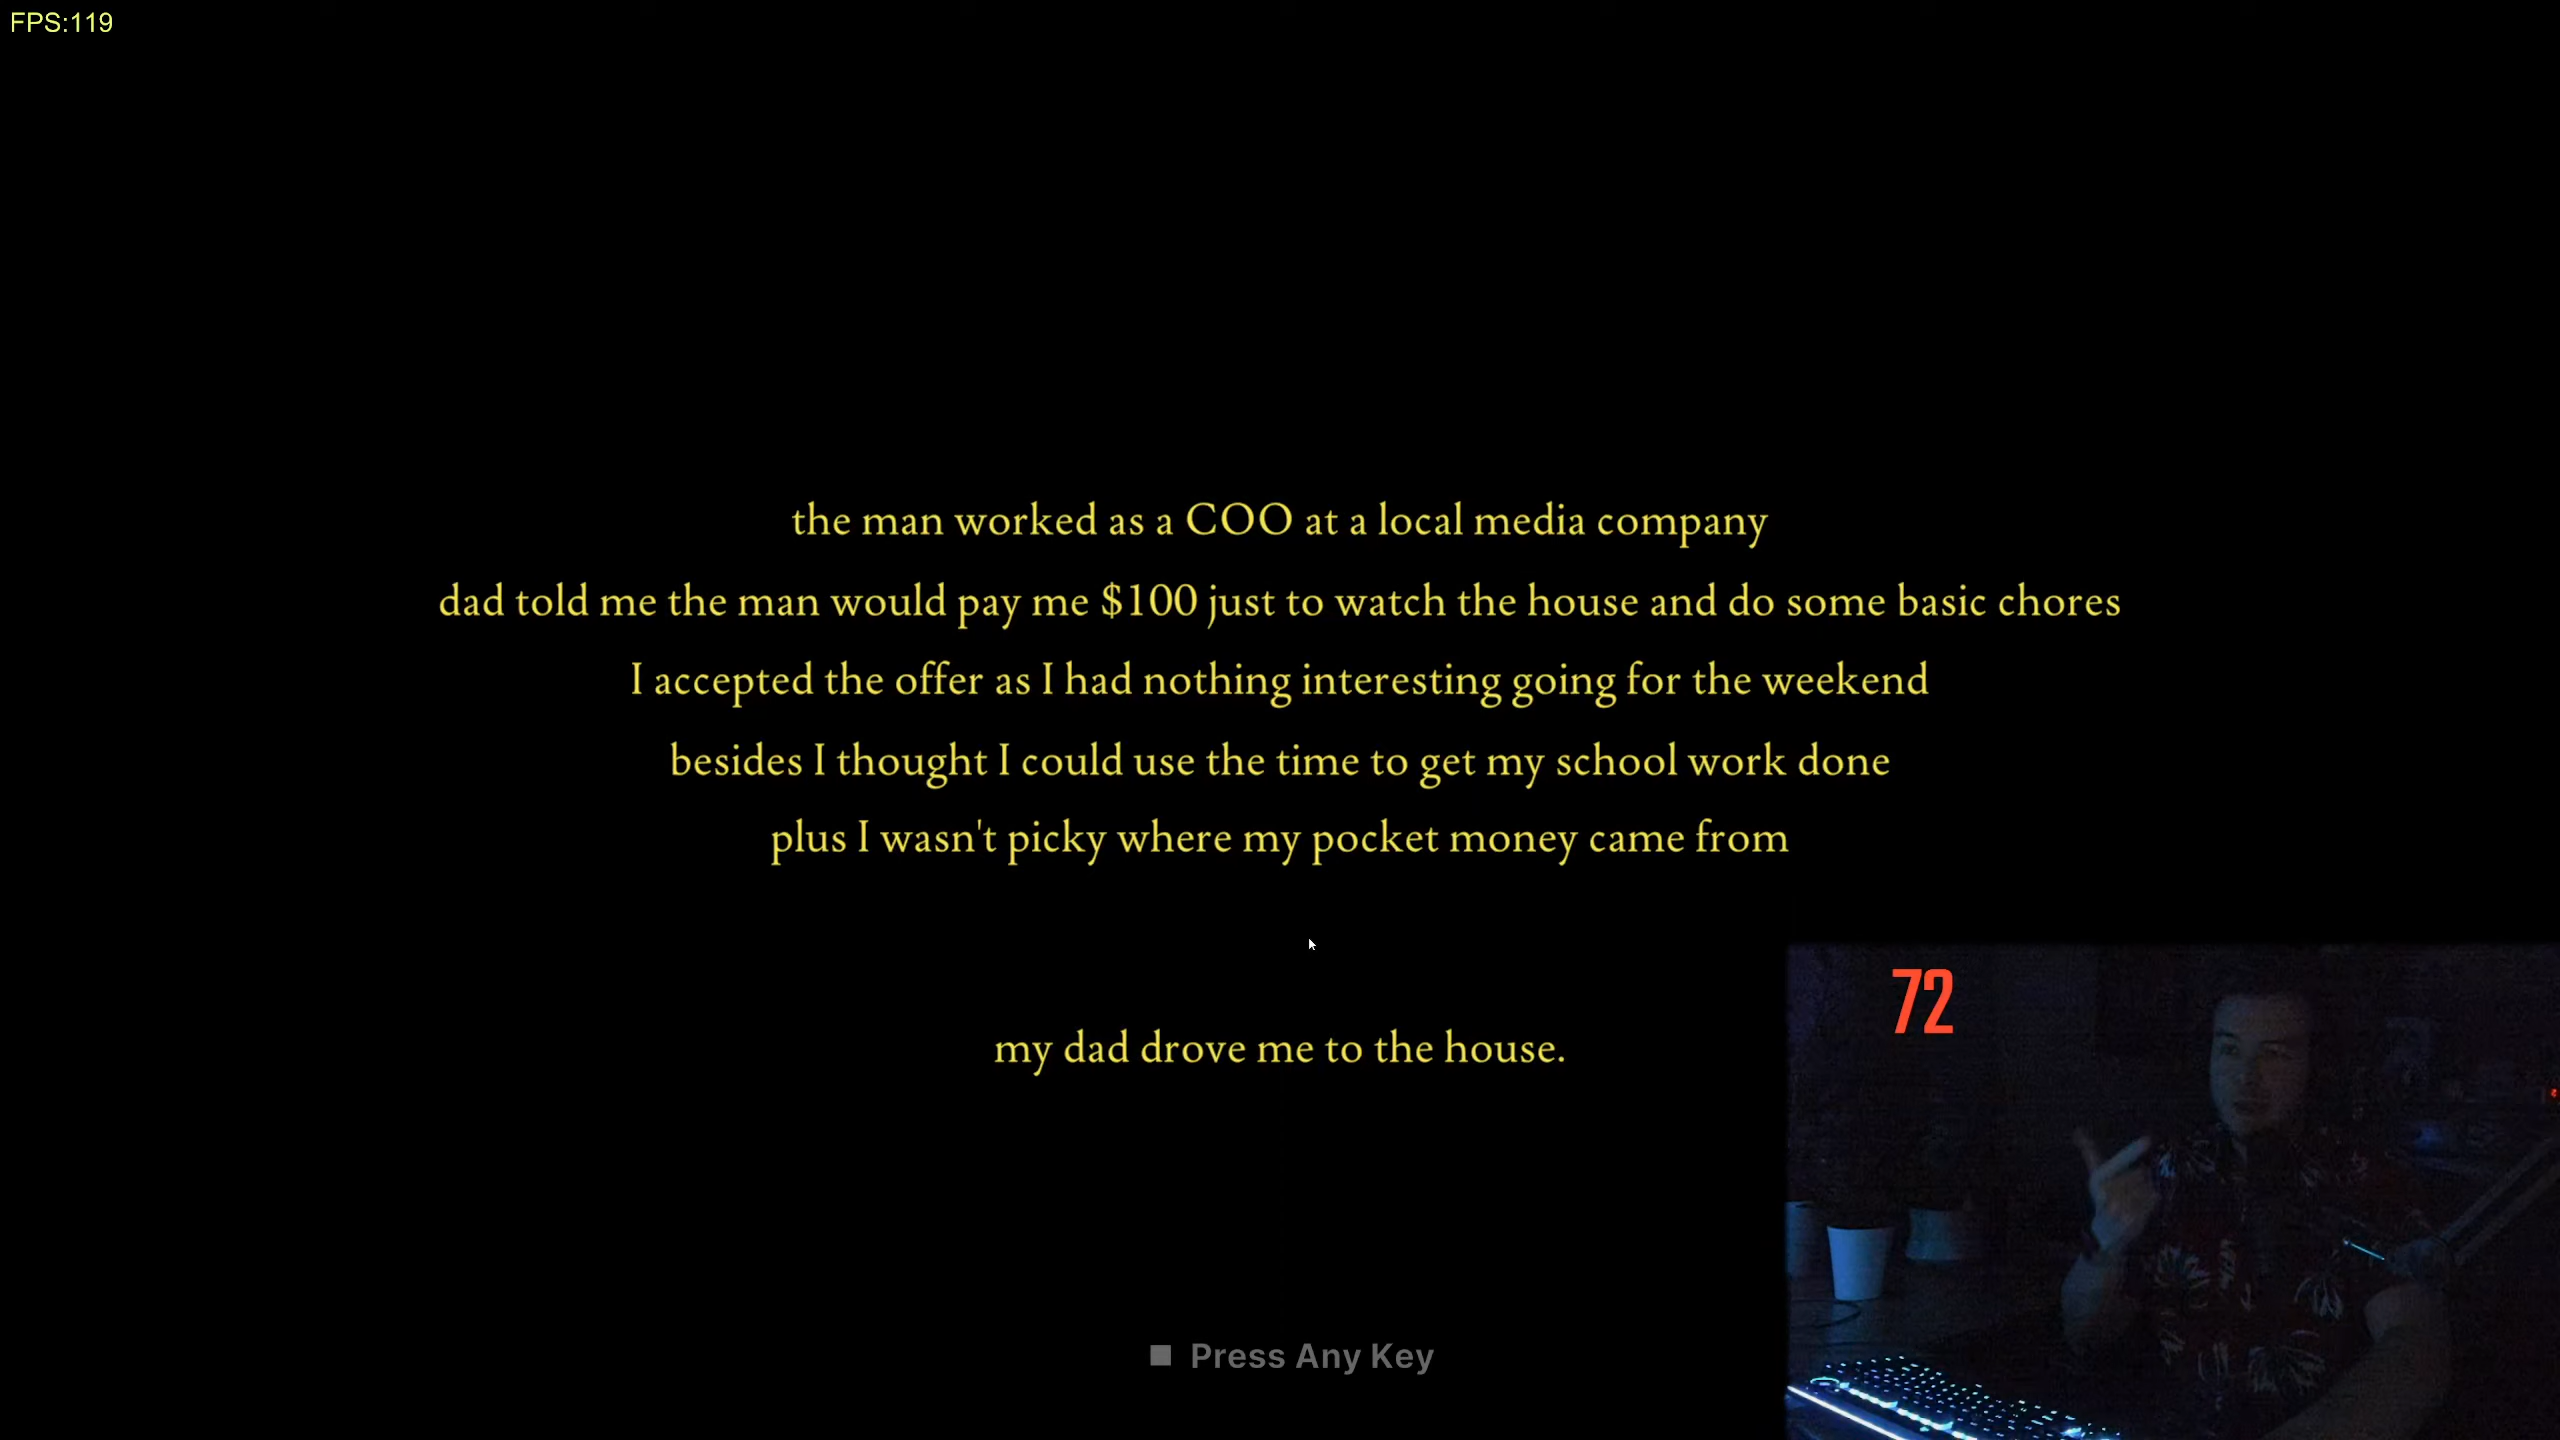 FPS:119
the man worked as a COO at a local media company
dad told me the man would pay me $100 just to watch the house and do some basic chores
I accepted the offer as I had nothing interesting going for the weekend
besides I thought I could use the time to get my school work done
plus I wasn't picky where my pocket money came from
72
my dad drove me to the house.
Press Any Key